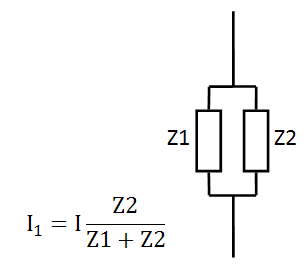 Z1 Z2
I₁ = I Z2 / Z1 + Z2